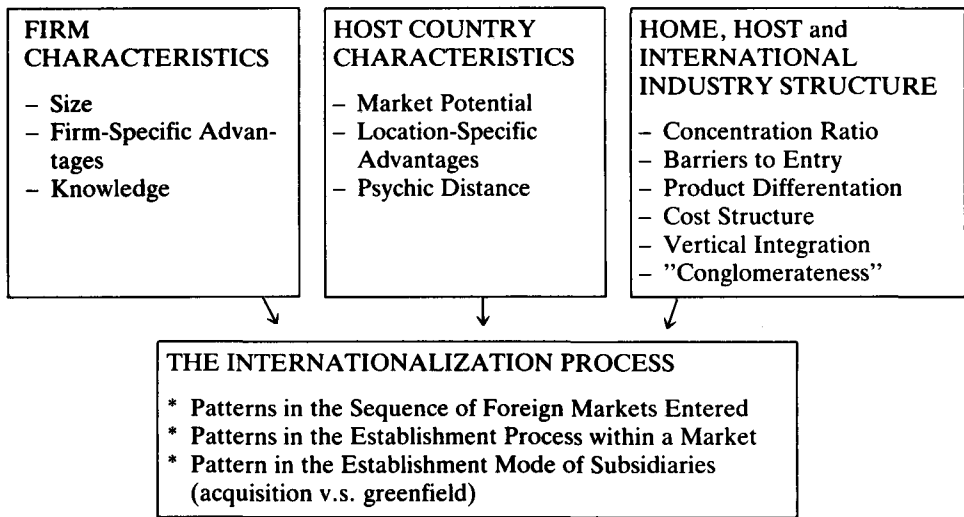 FIRM
CHARACTERISTICS
– Size
– Firm-Specific Advan-
tages
– Knowledge
HOST COUNTRY
CHARACTERISTICS
– Market Potential
– Location-Specific
Advantages
– Psychic Distance
HOME, HOST and
INTERNATIONAL
INDUSTRY STRUCTURE
– Concentration Ratio
– Barriers to Entry
– Product Differentation
– Cost Structure
– Vertical Integration
– ”Conglomerateness”
THE INTERNATIONALIZATION PROCESS
* Patterns in the Sequence of Foreign Markets Entered
* Patterns in the Establishment Process within a Market
* Pattern in the Establishment Mode of Subsidiaries
(acquisition v.s. greenfield)